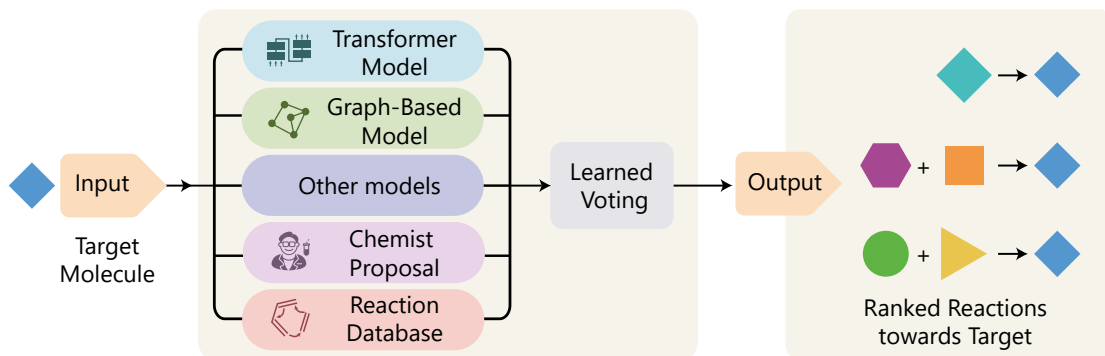 Input
Target
Molecule
Transformer
Model
Graph-Based
Model
Other models
Chemist
Proposal
Reaction
Database
Learned
Voting
Output
+
+
Ranked Reactions
towards Target